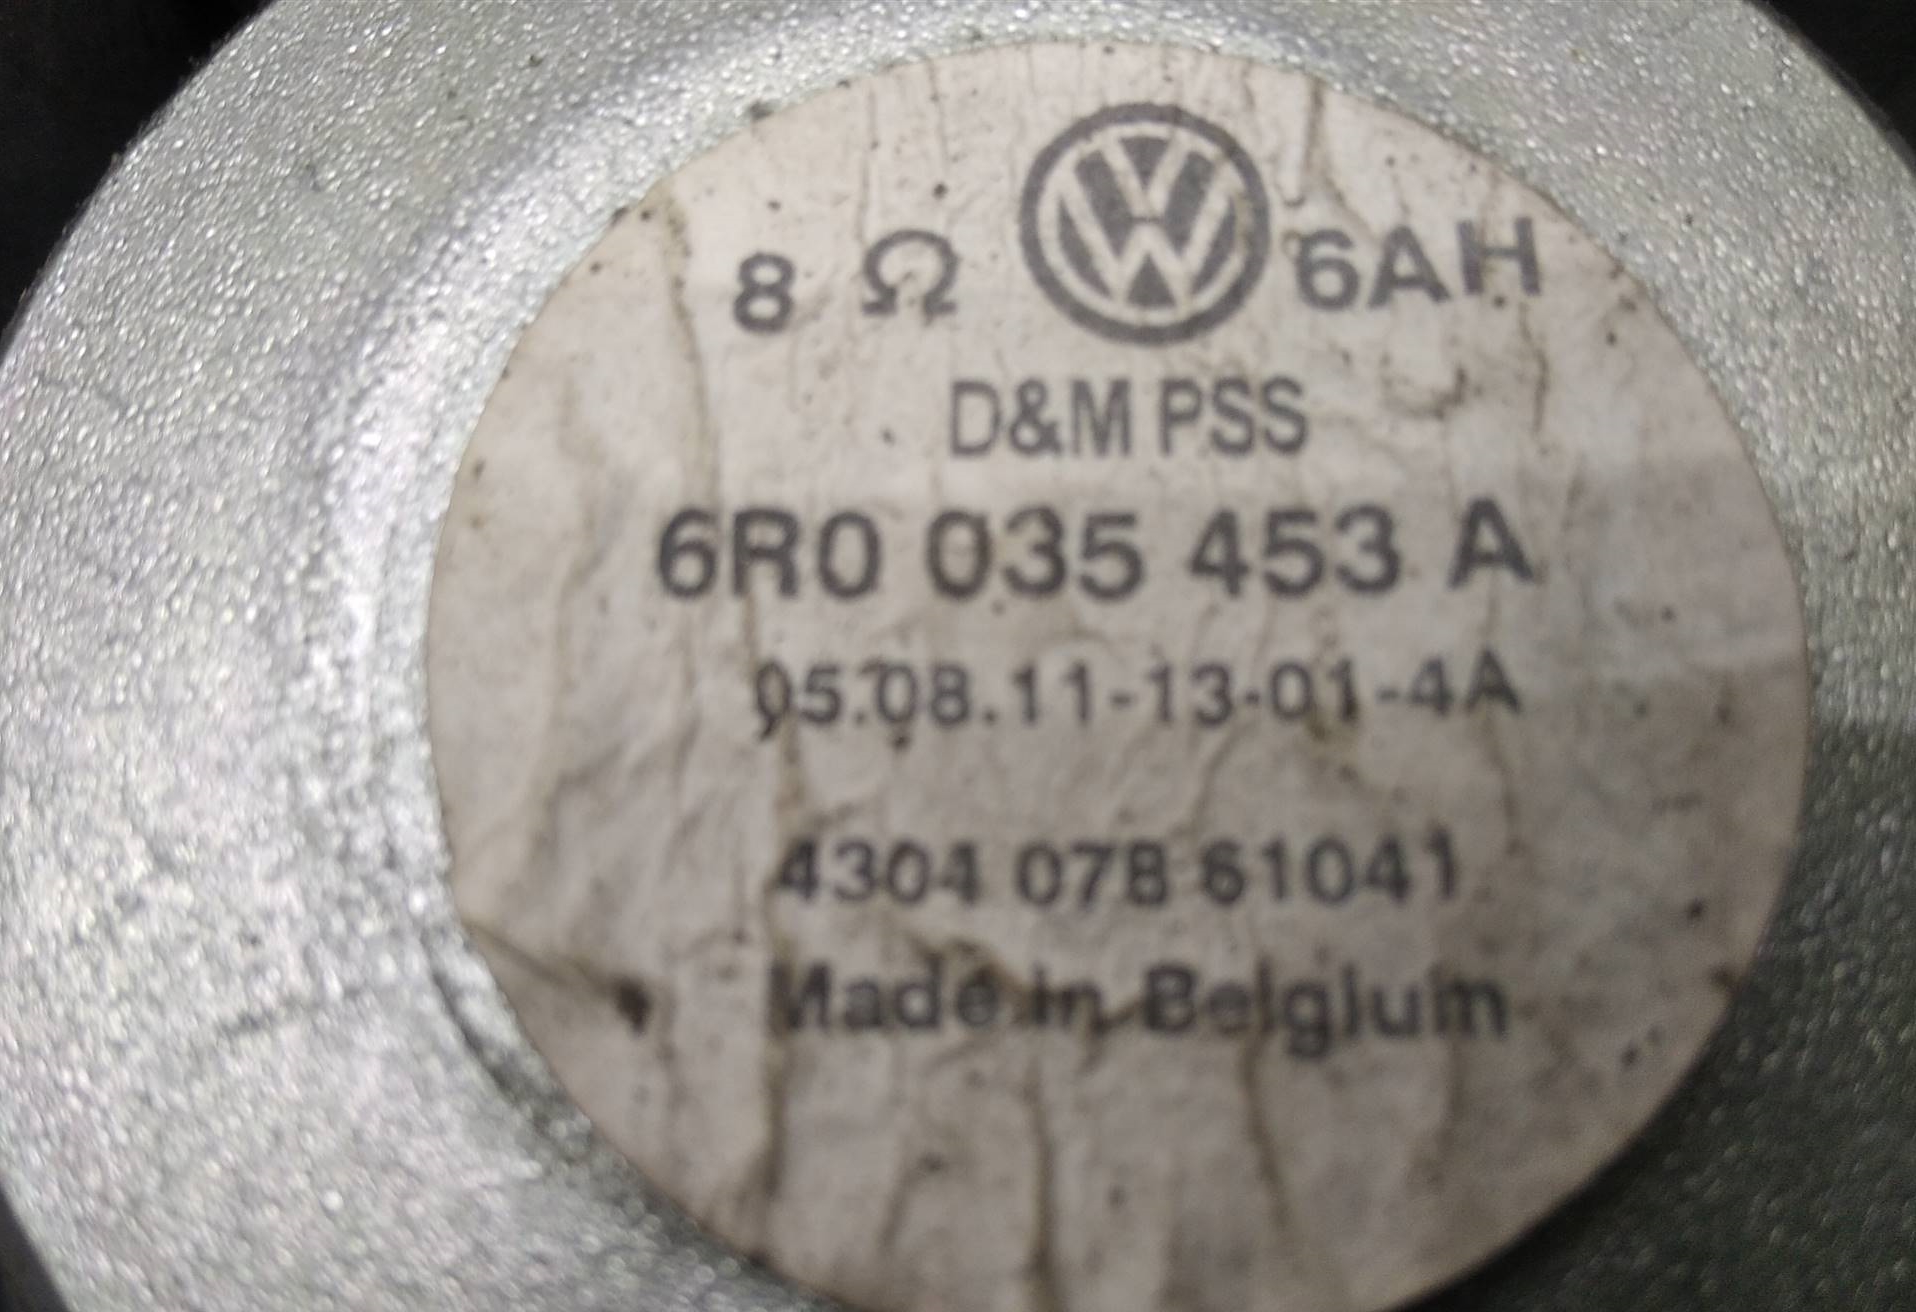 8 Ω 6AH
D&M PSS
6R0 035 453 A
05.08.11-13-01-4A
4304 078 61041
Made in Belgium